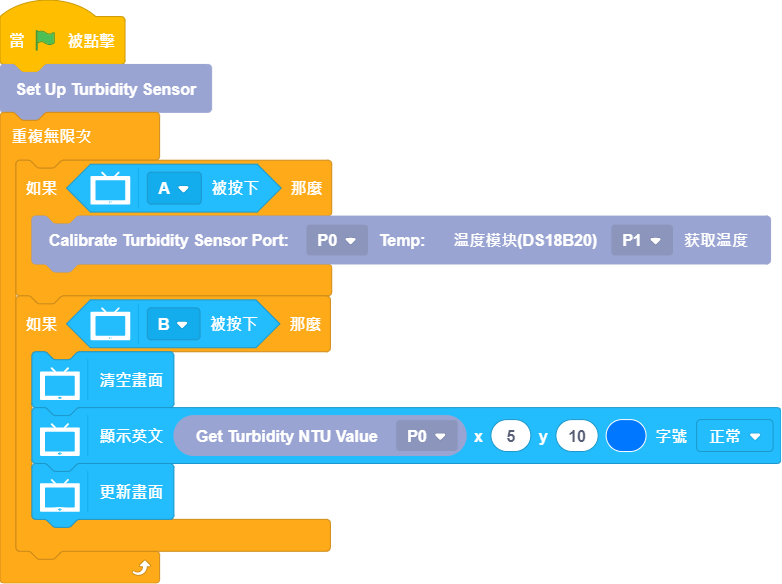 當 被點擊
Set Up Turbidity Sensor
重複無限次
如果 A 被按下 那麼
Calibrate Turbidity Sensor Port: P0 Temp: 温度模块(DS18B20) P1 获取温度
如果 B 被按下 那麼
清空畫面
顯示英文 Get Turbidity NTU Value P0 x 5 y 10 字號 正常
更新畫面